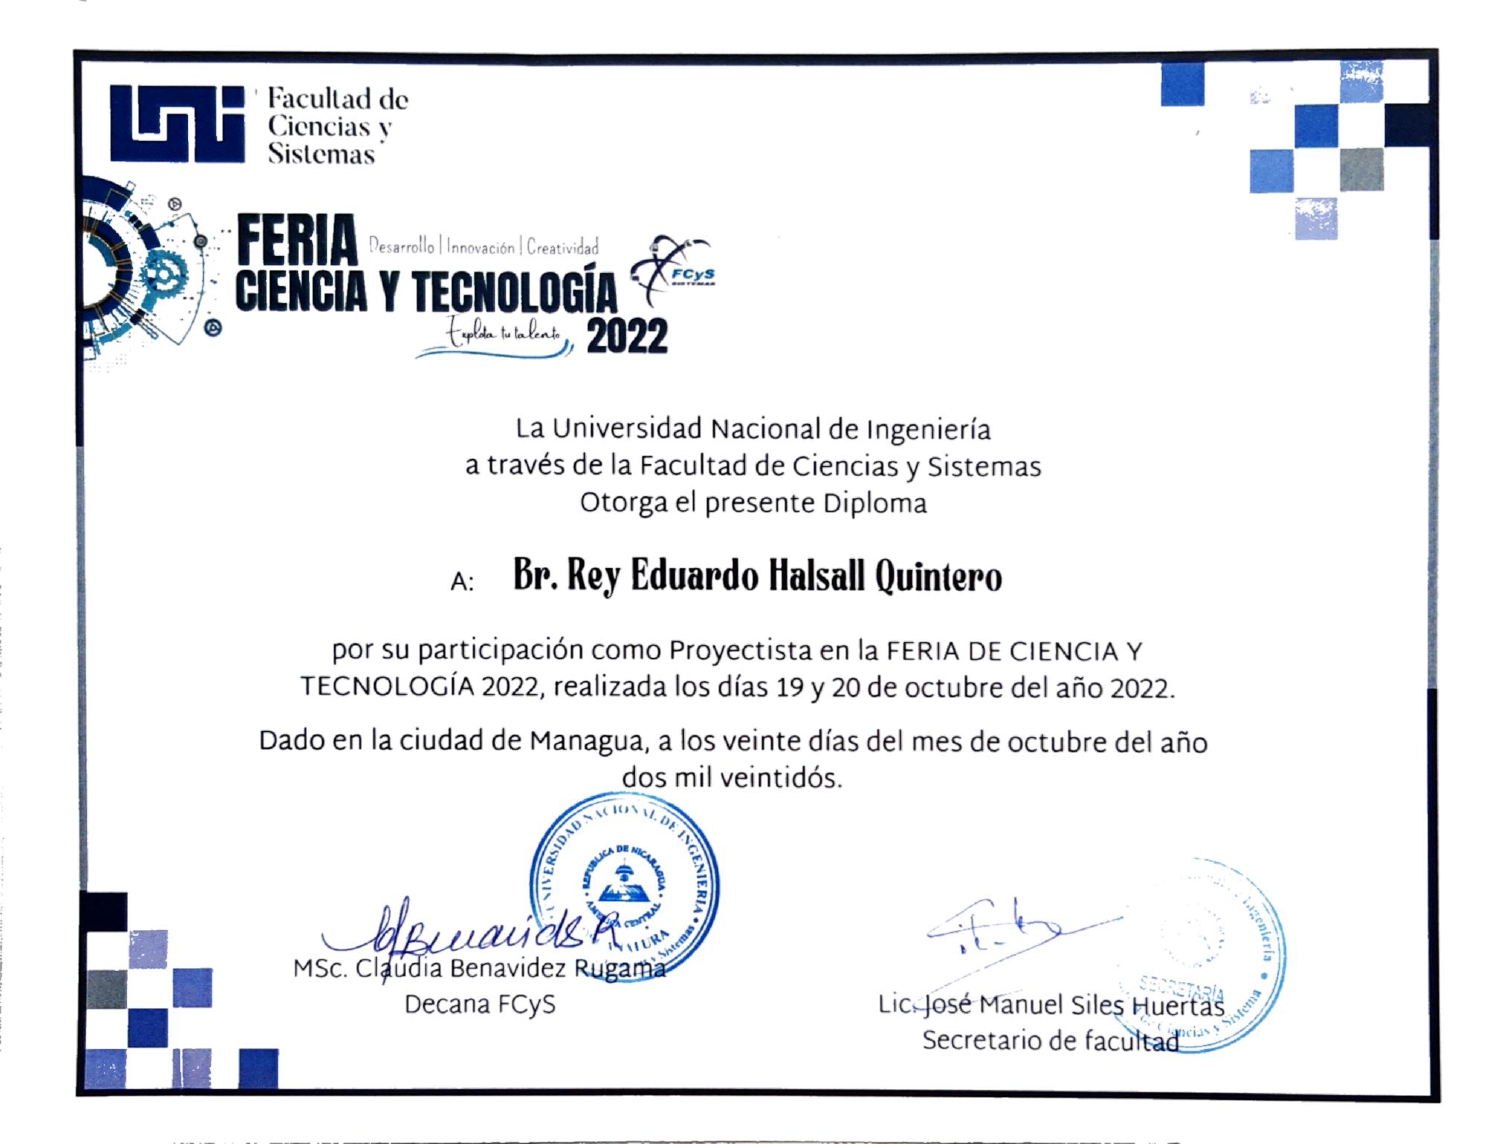 uni
Facultad de
Ciencias y
Sistemas
FERIA
Desarrollo | Innovación | Creatividad
CIENCIA Y TECNOLOGÍA
FCyS
SISTEMAS
Explota tu talento
2022
La Universidad Nacional de Ingeniería
a través de la Facultad de Ciencias y Sistemas
Otorga el presente Diploma
A: Br. Rey Eduardo Halsall Quintero
por su participación como Proyectista en la FERIA DE CIENCIA Y
TECNOLOGÍA 2022, realizada los días 19 y 20 de octubre del año 2022.
Dado en la ciudad de Managua, a los veinte días del mes de octubre del año
dos mil veintidós.
UNIVERSIDAD NACIONAL DE INGENIERIA
REPUBLICA DE NICARAGUA
AMERICA CENTRAL
y Sistemas
MSc. Claudia Benavidez Rugama
Decana FCyS
Ingeniería
SECRETARÍA
Ciencias y Sistema
Lic. José Manuel Siles Huertas
Secretario de facultad